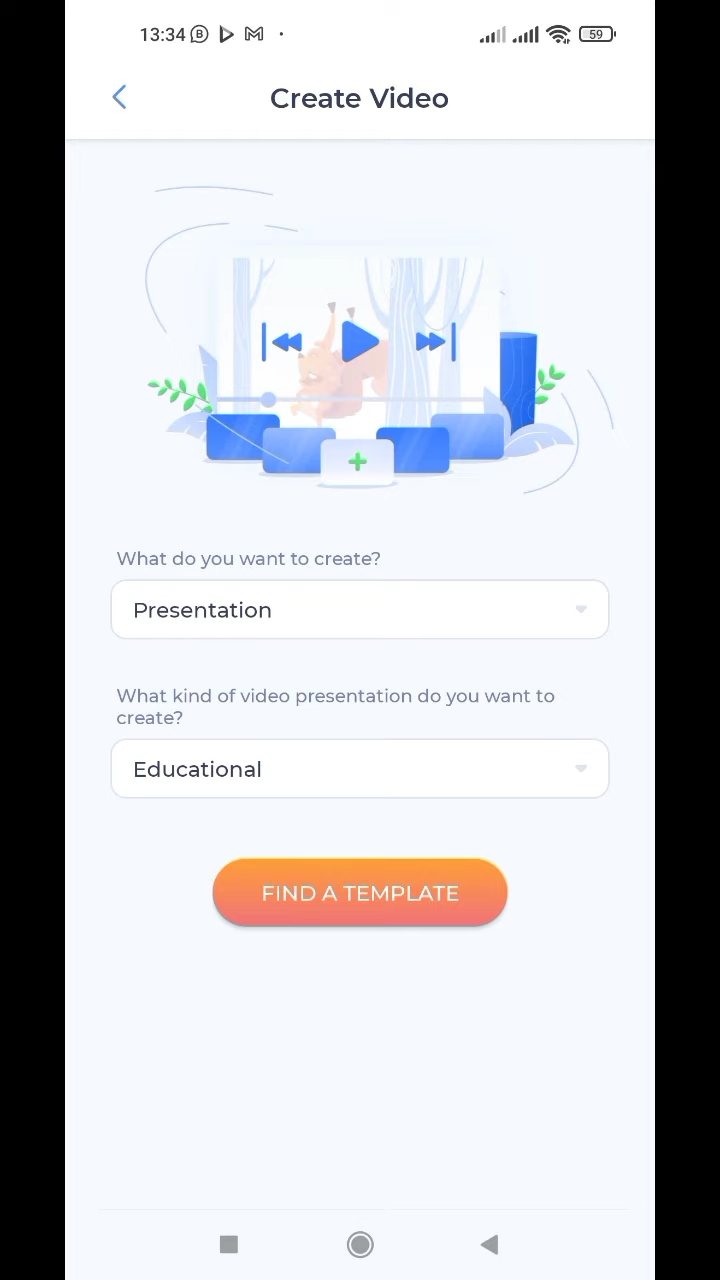 13:34
59
Create Video
What do you want to create?
Presentation
What kind of video presentation do you want to
create?
Educational
FIND A TEMPLATE